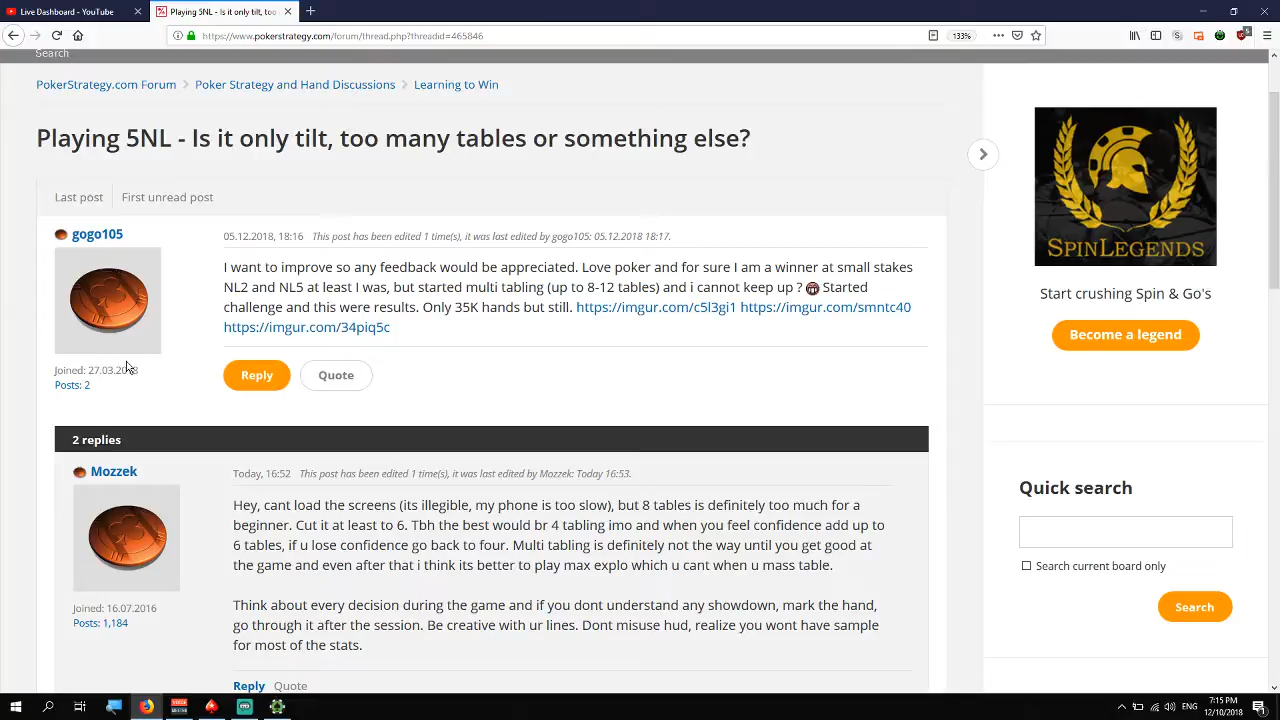 Live Dashboard - YouTube
Playing 5NL - Is it only tilt, too
https://www.pokerstrategy.com/forum/thread.php?threadid=465846
133%
Search
PokerStrategy.com Forum
Poker Strategy and Hand Discussions
Learning to Win
Playing 5NL - Is it only tilt, too many tables or something else?
Last post
First unread post
gogo105
05.12.2018, 18:16 This post has been edited 1 time(s), it was last edited by gogo105: 05.12.2018 18:17.
I want to improve so any feedback would be appreciated. Love poker and for sure I am a winner at small stakes
NL2 and NL5 at least I was, but started multi tabling (up to 8-12 tables) and i cannot keep up ? Started
challenge and this were results. Only 35K hands but still. https://imgur.com/c5l3gi1 https://imgur.com/smntc40
https://imgur.com/34piq5c
Joined: 27.03.20
Posts: 2
Reply
Quote
2 replies
Mozzek
Today, 16:52 This post has been edited 1 time(s), it was last edited by Mozzek: Today 16:53.
Hey, cant load the screens (its illegible, my phone is too slow), but 8 tables is definitely too much for a
beginner. Cut it at least to 6. Tbh the best would br 4 tabling imo and when you feel confidence add up to
6 tables, if u lose confidence go back to four. Multi tabling is definitely not the way until you get good at
the game and even after that i think its better to play max explo which u cant when u mass table.
Think about every decision during the game and if you dont understand any showdown, mark the hand,
go through it after the session. Be creative with ur lines. Dont misuse hud, realize you wont have sample
for most of the stats.
Joined: 16.07.2016
Posts: 1,184
Reply
Quote
SPINLEGENDS
Start crushing Spin & Go's
Become a legend
Quick search
Search current board only
Search
ENG
7:15 PM
12/10/2018